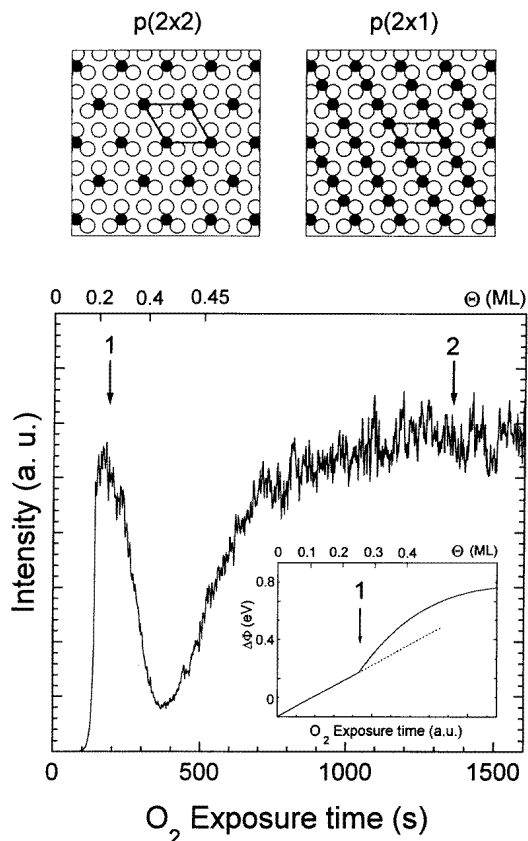 p(2x2)
p(2x1)
0 0.2 0.4 0.45 Θ (ML)
1
2
Intensity (a. u.)
0 0.1 0.2 0.3 0.4 Θ (ML)
1
0.8
0.4
0
ΔΦ (eV)
O2 Exposure time (a.u.)
0 500 1000 1500
O2 Exposure time (s)